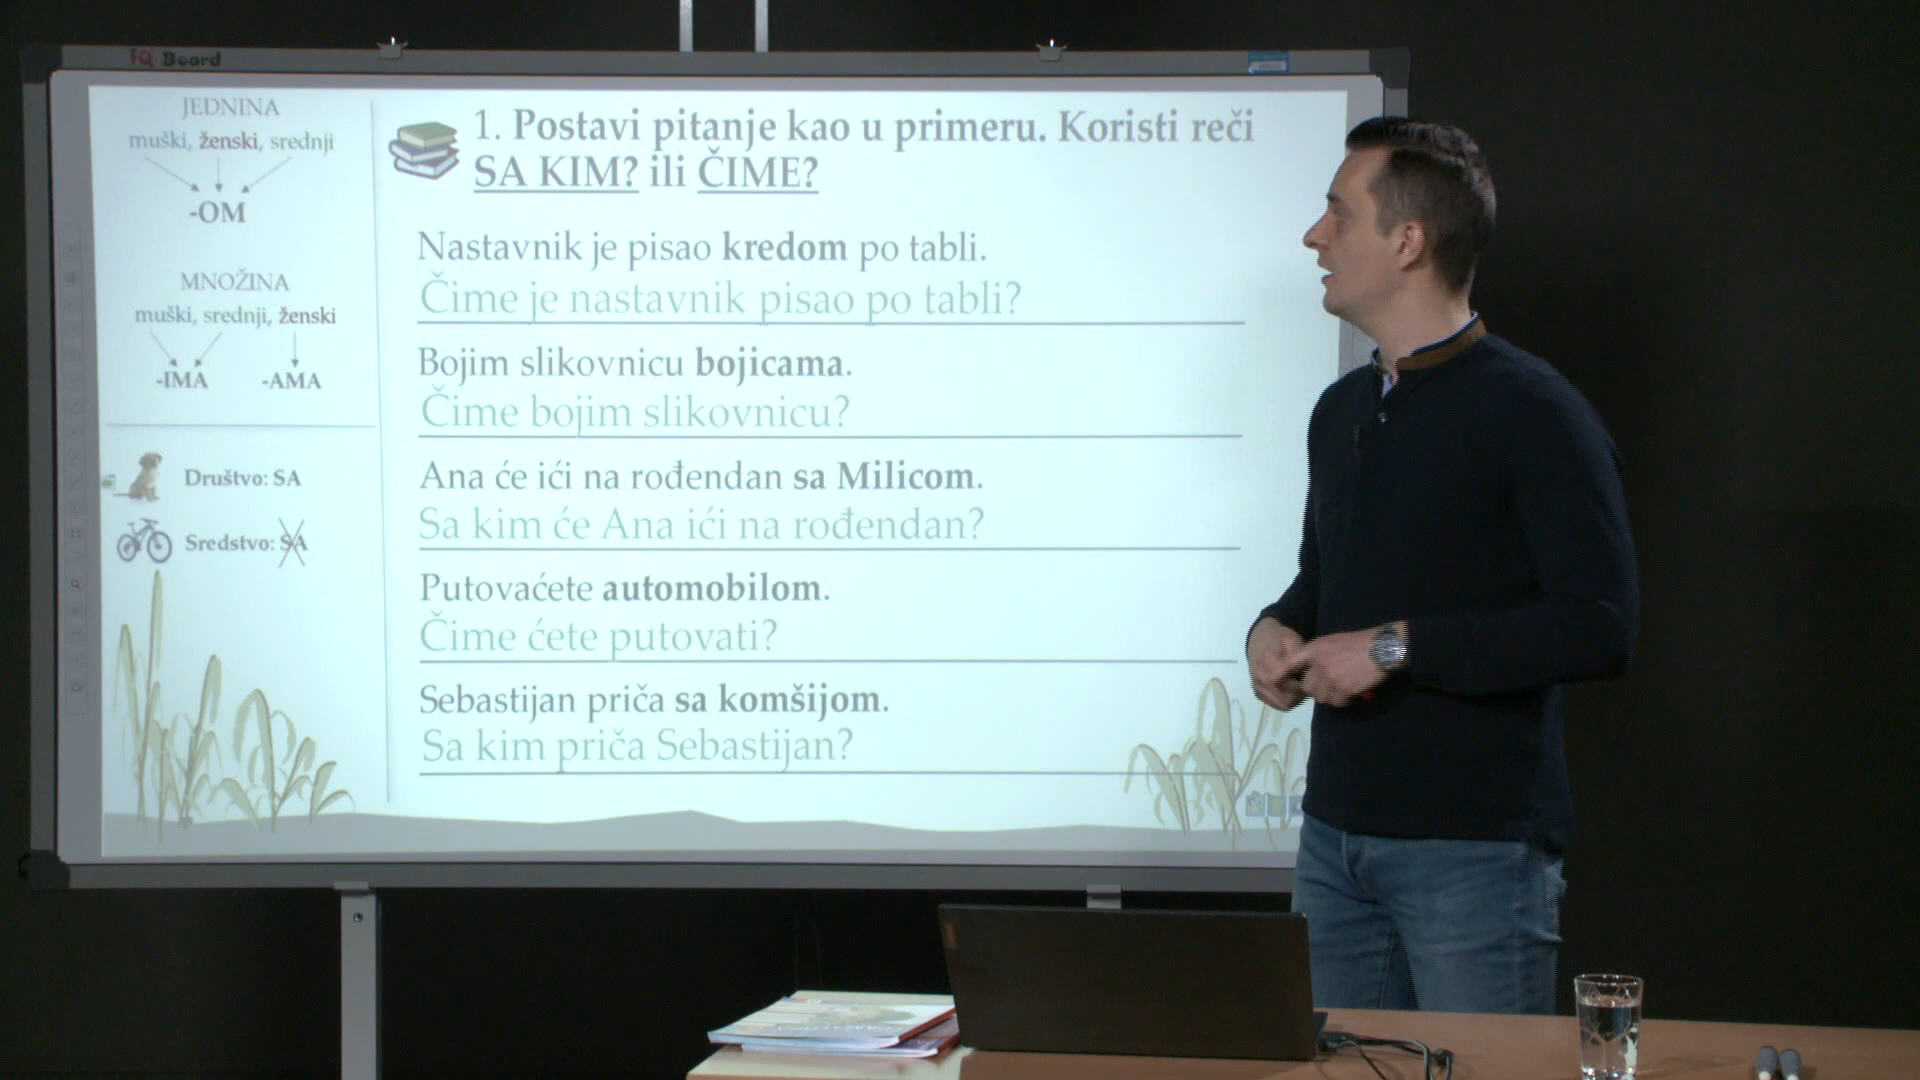 iQ Board
JEDNINA
muški, ženski, srednji
-OM
MNOŽINA
muški, srednji, ženski
-IMA -AMA
Društvo: SA
Sredstvo: SA
1. Postavi pitanje kao u primeru. Koristi reči
SA KIM? ili ČIME?
Nastavnik je pisao kredom po tabli.
Čime je nastavnik pisao po tabli?
Bojim slikovnicu bojicama.
Čime bojim slikovnicu?
Ana će ići na rođendan sa Milicom.
Sa kim će Ana ići na rođendan?
Putovaćete automobilom.
Čime ćete putovati?
Sebastijan priča sa komšijom.
Sa kim priča Sebastijan?